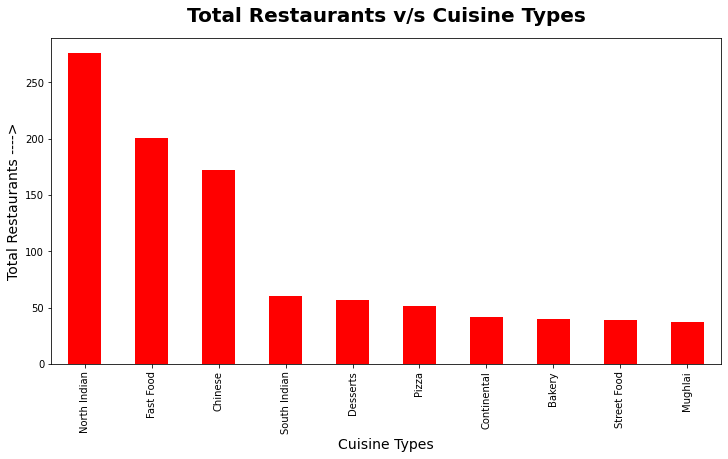 Total Restaurants v/s Cuisine Types
Total Restaurants ---->
250
200
150
100
50
0
North Indian
Fast Food
Chinese
South Indian
Desserts
Pizza
Continental
Bakery
Street Food
Mughlai
Cuisine Types